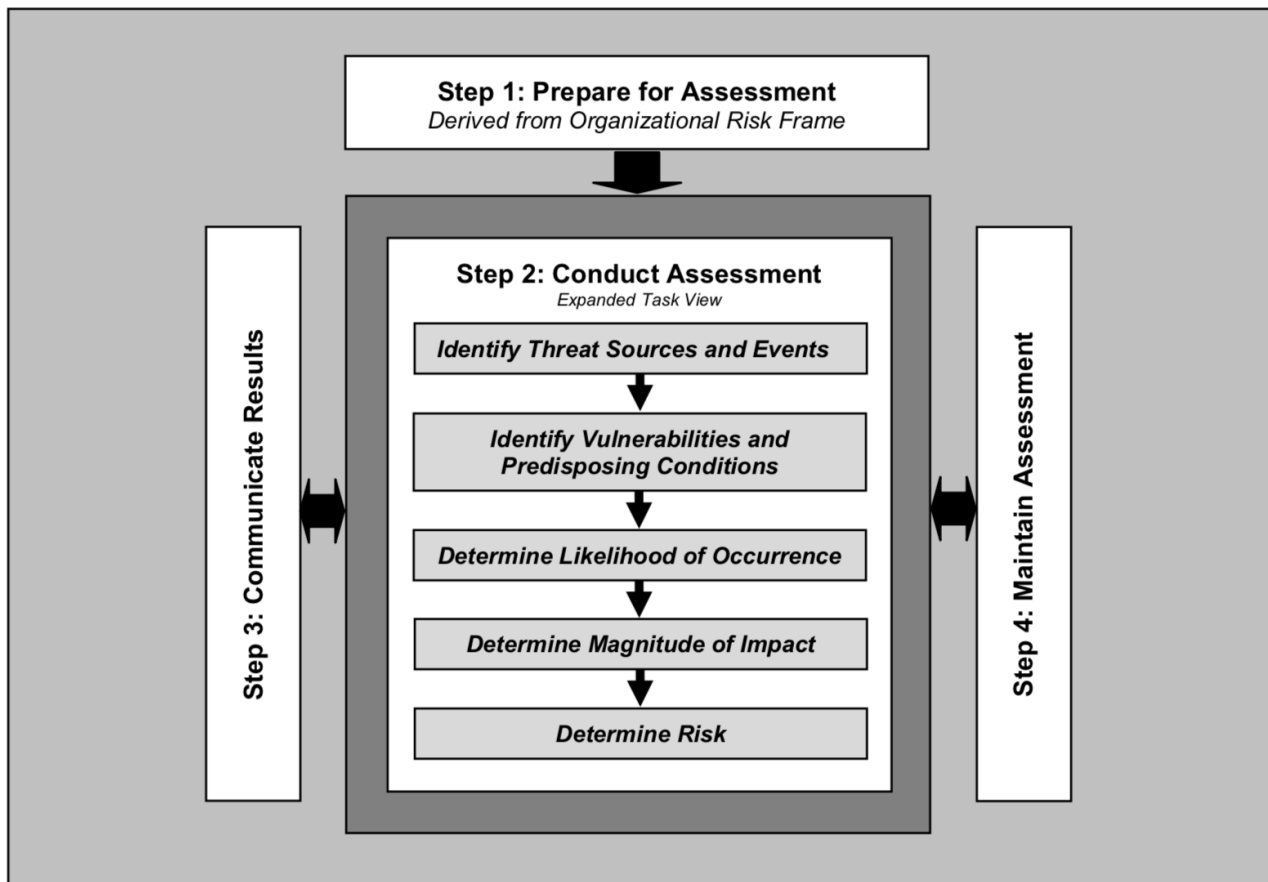 Step 1: Prepare for Assessment
Derived from Organizational Risk Frame
Step 2: Conduct Assessment
Expanded Task View
Identify Threat Sources and Events
Identify Vulnerabilities and
Predisposing Conditions
Determine Likelihood of Occurrence
Determine Magnitude of Impact
Determine Risk
Step 3: Communicate Results
Step 4: Maintain Assessment